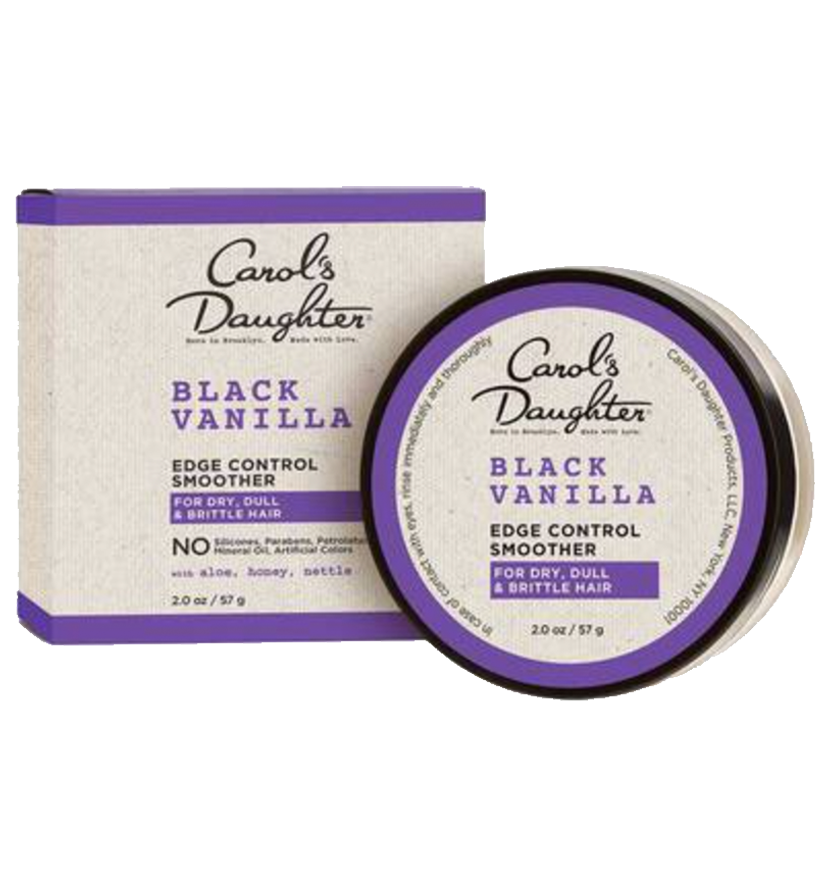 Carol's
Daughter®
Born in Brooklyn. Made with Love.
BLACK
VANILLA
EDGE CONTROL
SMOOTHER
FOR DRY, DULL
& BRITTLE HAIR
NO Silicones, Parabens, Petrolatum
Mineral Oil, Artificial Colors
with aloe, honey, nettle
2.0 oz / 57 g
Carol's
Daughter®
Born in Brooklyn. Made with Love.
BLACK
VANILLA
EDGE CONTROL
SMOOTHER
FOR DRY, DULL
& BRITTLE HAIR
2.0 oz / 57 g
In case of contact with eyes, rinse immediately and thoroughly
Carol's Daughter Products, LLC, New York, NY 10001